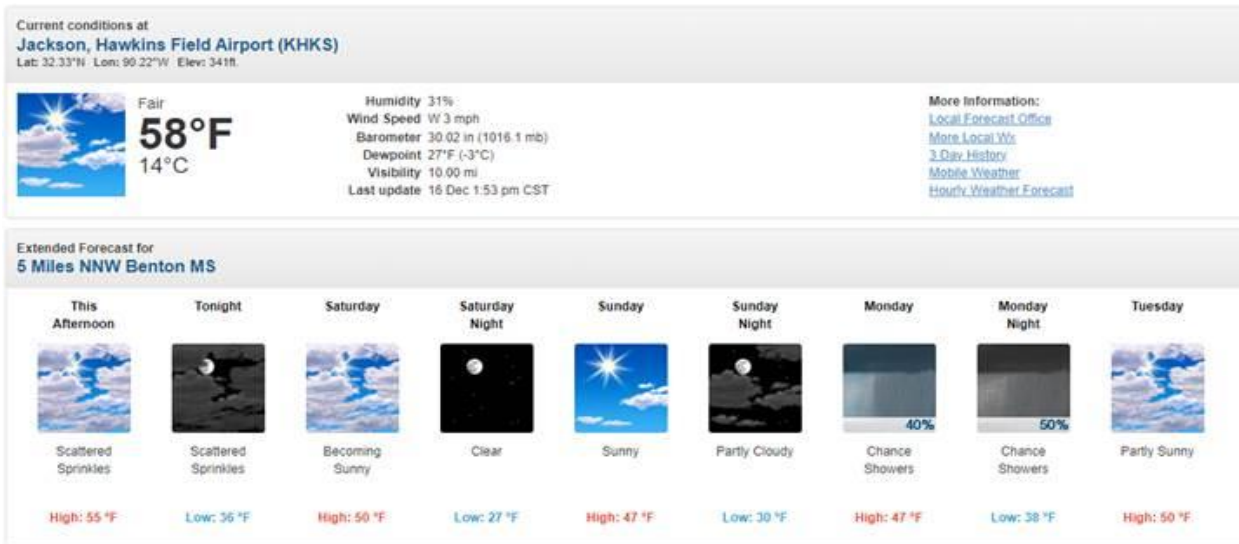 Current conditions at
Jackson, Hawkins Field Airport (KHKS)
Lat: 32.33°N Lon: 90.22°W Elev: 341ft.
Fair
58°F
14°C
Humidity 31%
Wind Speed W 3 mph
Barometer 30.02 in (1016.1 mb)
Dewpoint 27°F (-3°C)
Visibility 10.00 mi
Last update 16 Dec 1:53 pm CST
More Information:
Local Forecast Office
More Local Wx
3 Day History
Mobile Weather
Hourly Weather Forecast
Extended Forecast for
5 Miles NNW Benton MS
This Afternoon
Scattered Sprinkles
High: 55 °F
Tonight
Scattered Sprinkles
Low: 36 °F
Saturday
Becoming Sunny
High: 50 °F
Saturday Night
Clear
Low: 27 °F
Sunday
Sunny
High: 47 °F
Sunday Night
Partly Cloudy
Low: 30 °F
Monday
40%
Chance Showers
High: 47 °F
Monday Night
50%
Chance Showers
Low: 38 °F
Tuesday
Partly Sunny
High: 50 °F